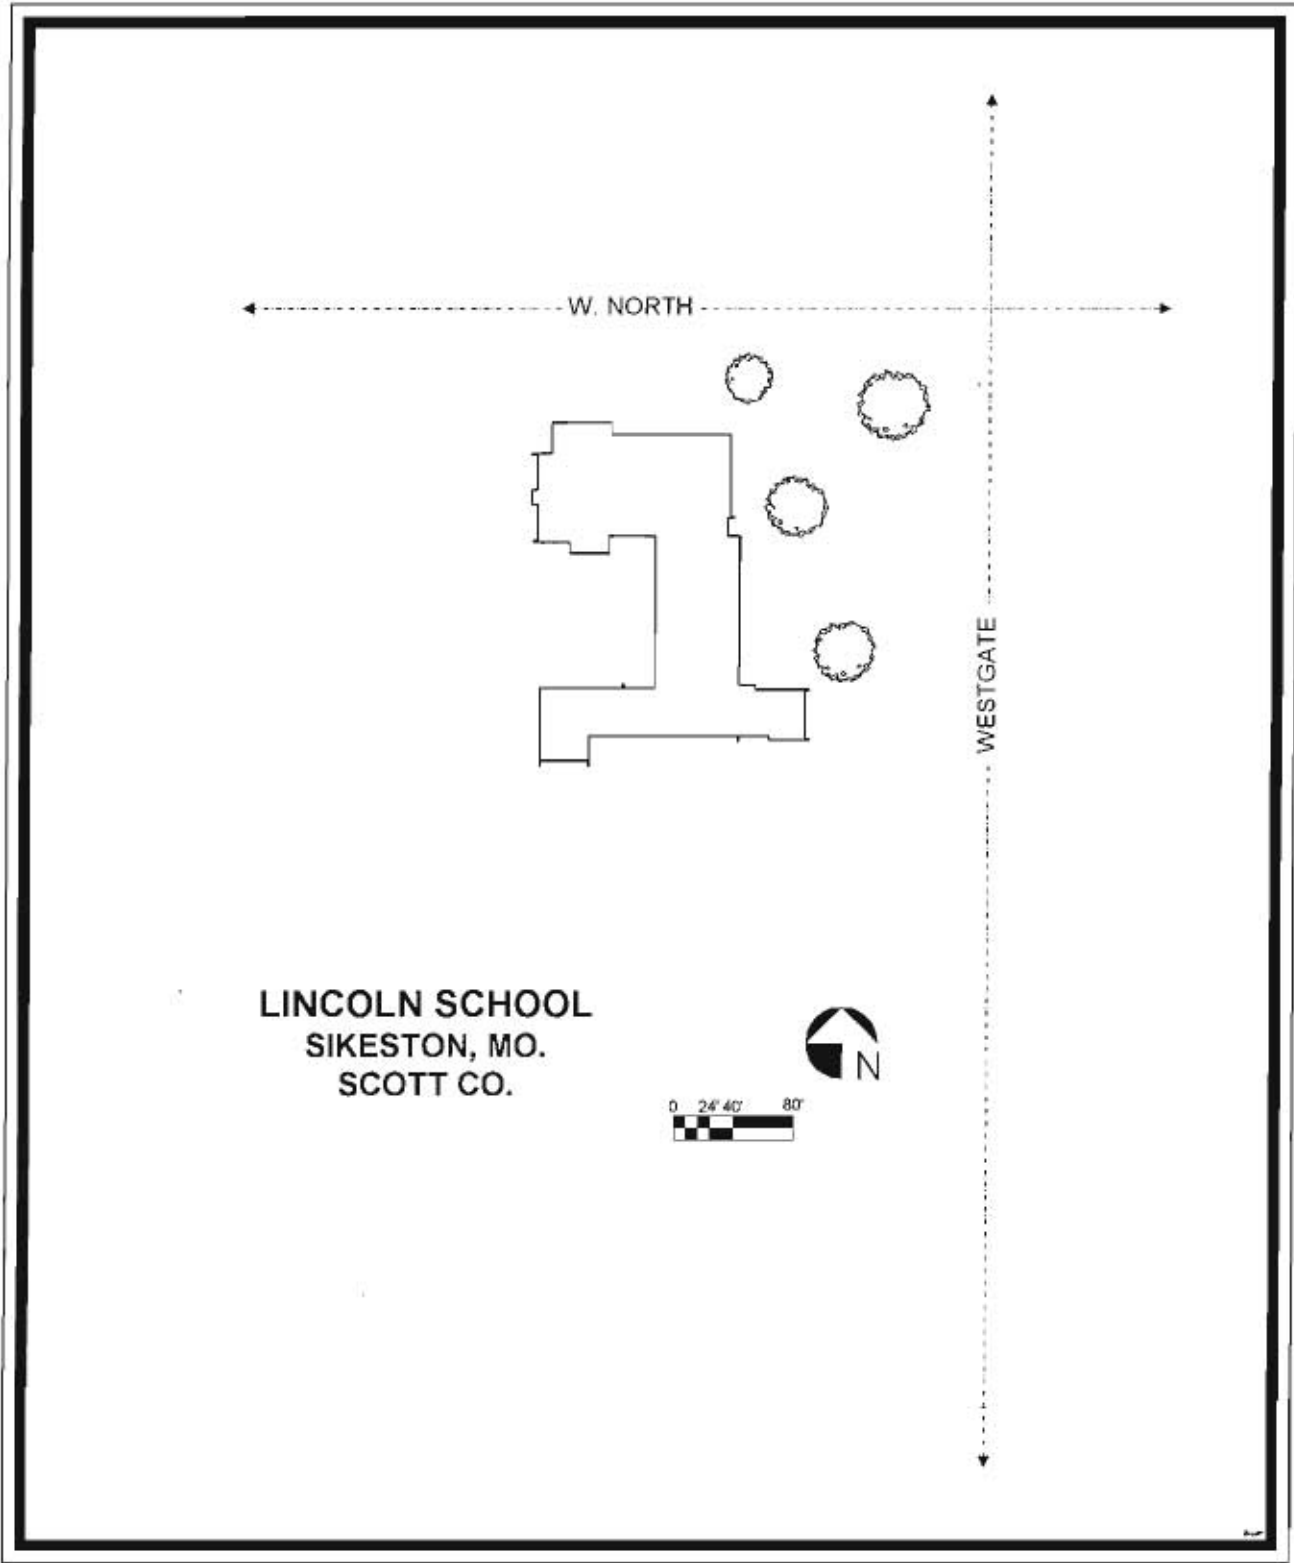 W. NORTH
WESTGATE
LINCOLN SCHOOL
SIKESTON, MO.
SCOTT CO.
N
0 24' 40' 80'